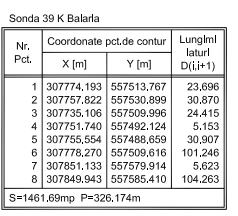 Sonda 39 K Balarla
Nr. Pct. Coordonate pct.de contur Lungimi laturi D(i,i+1)
X [m] Y [m]
1 307774,193 557513,767 23,696
2 307757.822 557530.899 30.870
3 307735.106 557509.996 24.415
4 307751.740 557492.124 5.153
5 307755,554 557488,659 30,907
6 307778,270 557509,616 101,246
7 307851.133 557579.914 5.623
8 307849.943 557585.410 104.263
S=1461.69mp P=326.174m